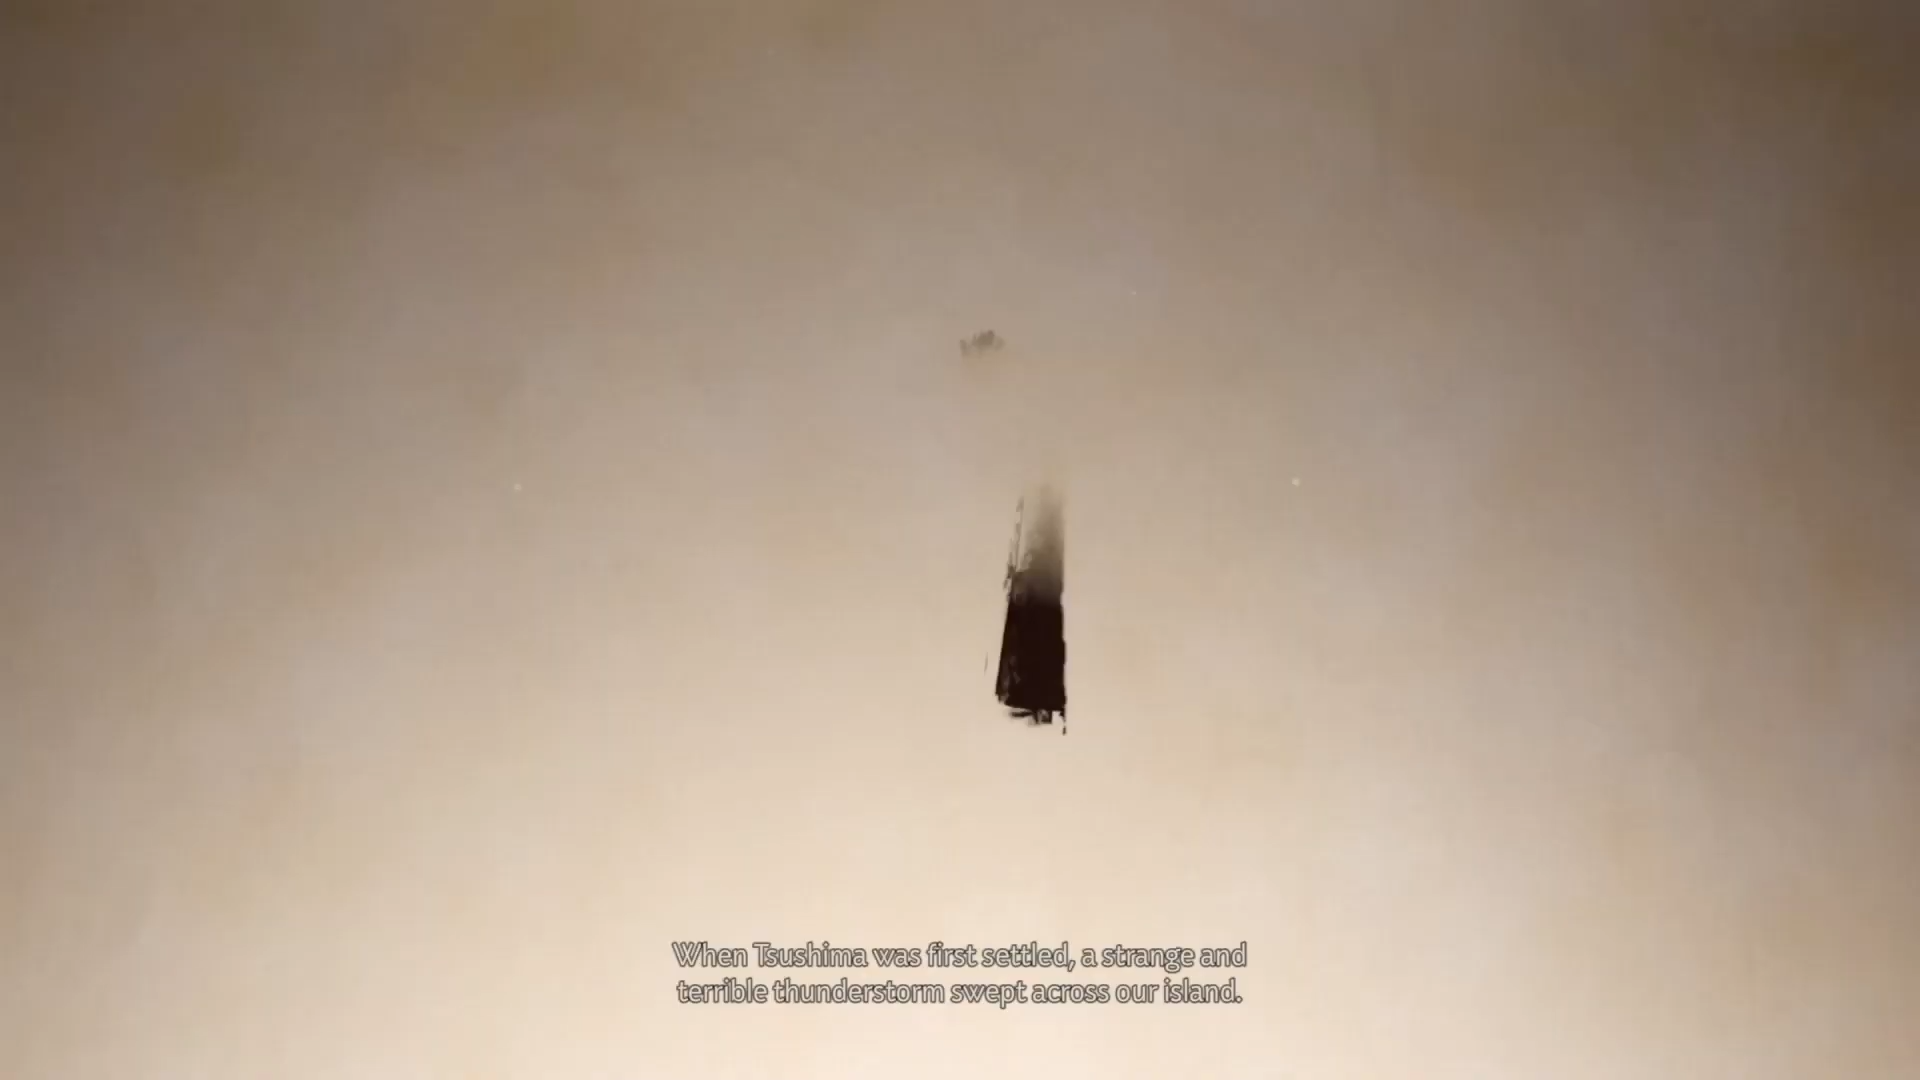 When Tsushima was first settled, a strange and
terrible thunderstorm swept across our island.